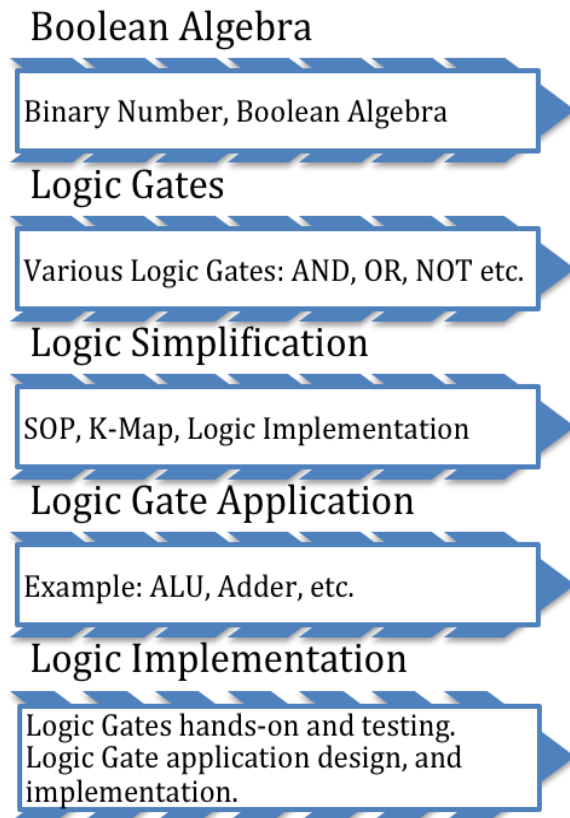 Boolean Algebra
Binary Number, Boolean Algebra
Logic Gates
Various Logic Gates: AND, OR, NOT etc.
Logic Simplification
SOP, K-Map, Logic Implementation
Logic Gate Application
Example: ALU, Adder, etc.
Logic Implementation
Logic Gates hands-on and testing.
Logic Gate application design, and
implementation.